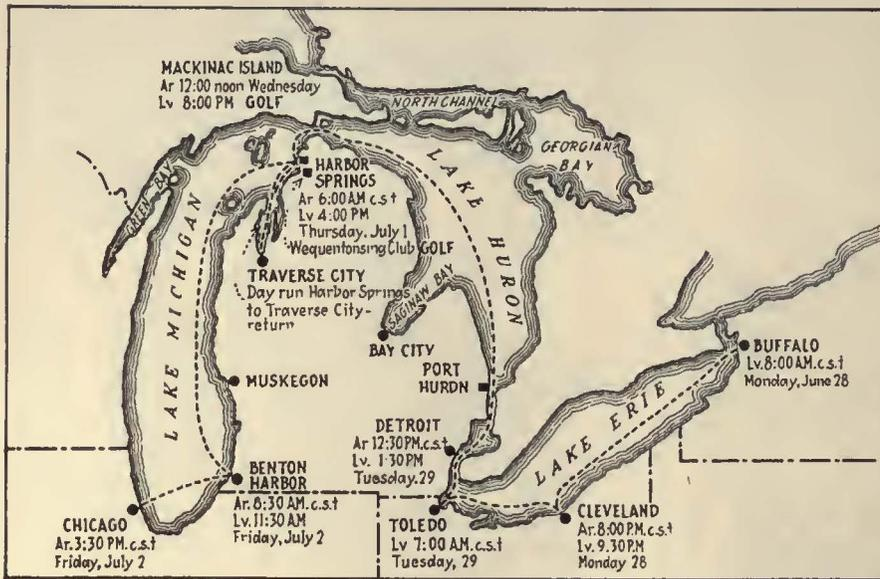 MACKINAC ISLAND
Ar 12:00 noon Wednesday
Lv 8:00 PM GOLF
NORTH CHANNEL
GEORGIAN
BAY
GREEN BAY
LAKE MICHIGAN
HARBOR
SPRINGS
Ar 6:00 AM c.s.t
Lv 4:00 PM
Thursday, July 1
Wequentonsing Club GOLF
LAKE HURON
TRAVERSE CITY
Day run Harbor Springs
to Traverse City-
return
SAGINAW BAY
BAY CITY
MUSKEGON
PORT
HURON
BUFFALO
Lv. 8:00 AM. c.s.t
Monday, June 28
DETROIT
Ar 12:30 P.M. c.s.t
Lv. 1:30 PM
Tuesday. 29
LAKE ERIE
BENTON
HARBOR
Ar. 8:30 AM. c.s.t
Lv. 11:30 AM
Friday, July 2
CHICAGO
Ar. 3:30 PM. c.s.t
Friday, July 2
TOLEDO
Lv 7:00 AM. c.s.t
Tuesday, 29
CLEVELAND
Ar. 8:00 P.M. c.s.t
Lv. 9.30 PM
Monday 28